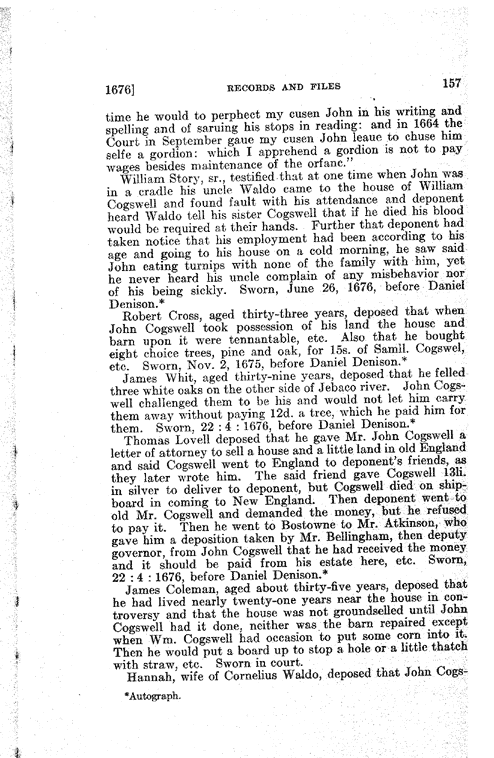 1676] RECORDS AND FILES 157
time he would to perphect my cusen John in his writing and
spelling and of saruing his stops in reading: and in 1664 the
Court in September gaue my cusen John leaue to chuse him
selfe a gordion: which I apprehend a gordion is not to pay
wages besides maintenance of the orfanc."
William Story, sr., testified that at one time when John was
in a cradle his uncle Waldo came to the house of William
Cogswell and found fault with his attendance and deponent
heard Waldo tell his sister Cogswell that if he died his blood
would be required at their hands. Further that deponent had
taken notice that his employment had been according to his
age and going to his house on a cold morning, he saw said
John eating turnips with none of the family with him, yet
he never heard his uncle complain of any misbehavior nor
of his being sickly. Sworn, June 26, 1676, before Daniel
Denison.*
Robert Cross, aged thirty-three years, deposed that when
John Cogswell took possession of his land the house and
barn upon it were tennantable, etc. Also that he bought
eight choice trees, pine and oak, for 15s. of Samll. Cogswel,
etc. Sworn, Nov. 2, 1675, before Daniel Denison.*
James Whit, aged thirty-nine years, deposed that he felled
three white oaks on the other side of Jebaco river. John Cogs-
well challenged them to be his and would not let him carry
them away without paying 12d. a tree, which he paid him for
them. Sworn, 22 : 4 : 1676, before Daniel Denison.*
Thomas Lovell deposed that he gave Mr. John Cogswell a
letter of attorney to sell a house and a little land in old England
and said Cogswell went to England to deponent's friends, as
they later wrote him. The said friend gave Cogswell 13li.
in silver to deliver to deponent, but Cogswell died on ship-
board in coming to New England. Then deponent went to
old Mr. Cogswell and demanded the money, but he refused
to pay it. Then he went to Bostowne to Mr. Atkinson, who
gave him a deposition taken by Mr. Bellingham, then deputy
governor, from John Cogswell that he had received the money
and it should be paid from his estate here, etc. Sworn,
22 : 4 : 1676, before Daniel Denison.*
James Coleman, aged about thirty-five years, deposed that
he had lived nearly twenty-one years near the house in con-
troversy and that the house was not groundselled until John
Cogswell had it done, neither was the barn repaired except
when Wm. Cogswell had occasion to put some corn into it.
Then he would put a board up to stop a hole or a little thatch
with straw, etc. Sworn in court.
Hannah, wife of Cornelius Waldo, deposed that John Cogs-
*Autograph.